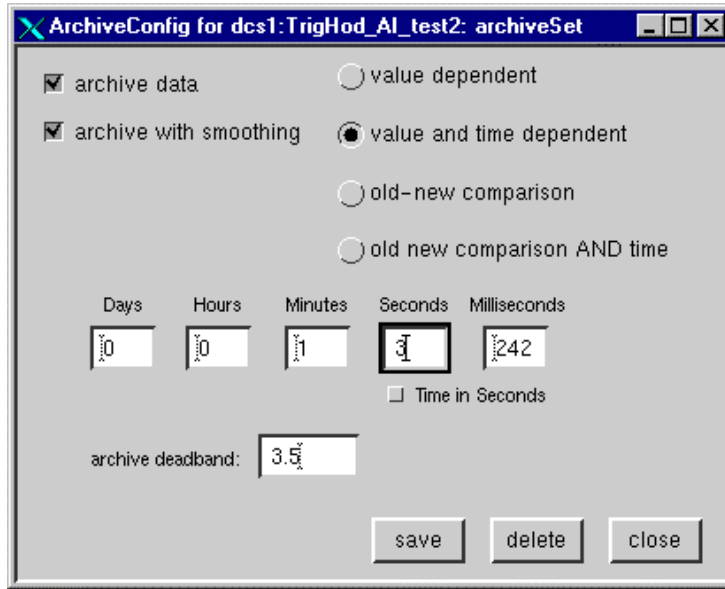 ArchiveConfig for dcs1:TrigHod_AI_test2: archiveSet
archive data
value dependent
archive with smoothing
value and time dependent
old-new comparison
old new comparison AND time
Days Hours Minutes Seconds Milliseconds
0 0 1 3 242
Time in Seconds
archive deadband: 3.5
save delete close